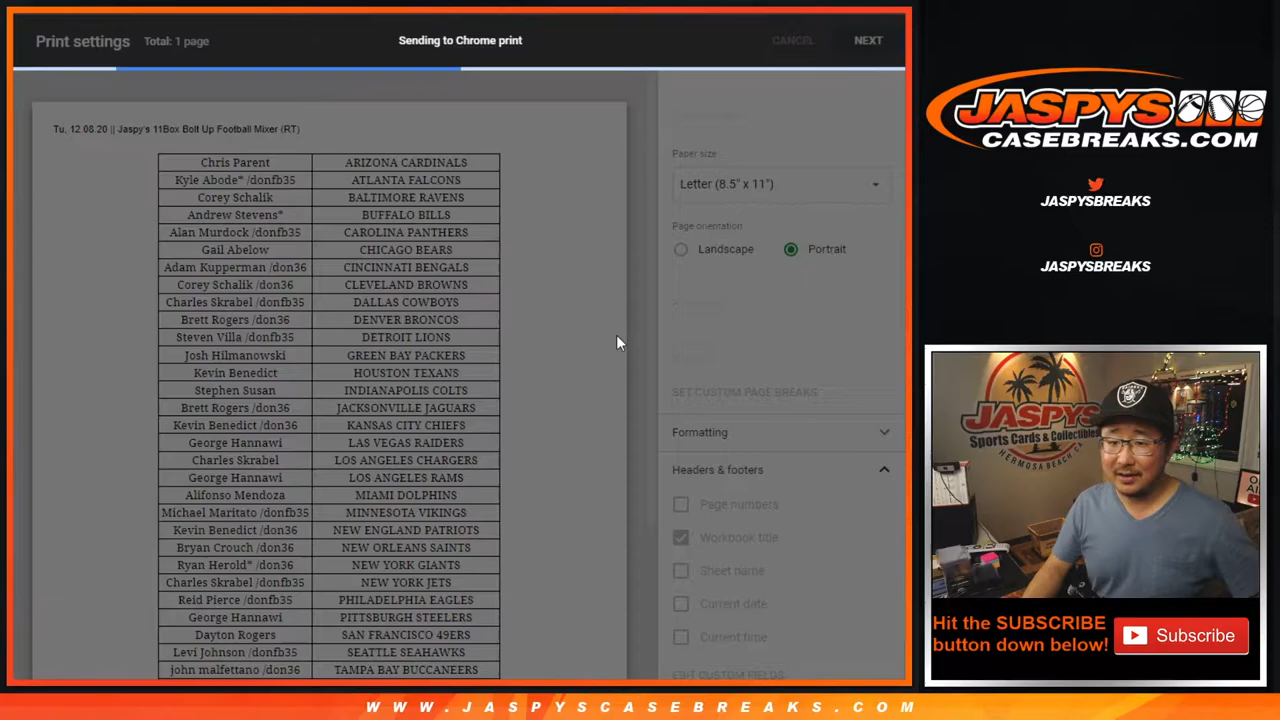 Print settings Total: 1 page Sending to Chrome print CANCEL NEXT
Tu, 12.08.20 || Jaspy's 11Box Bolt Up Football Mixer (RT)
Chris Parent ARIZONA CARDINALS
Kyle Abode* /donfb35 ATLANTA FALCONS
Corey Schalik BALTIMORE RAVENS
Andrew Stevens* BUFFALO BILLS
Alan Murdock /donfb35 CAROLINA PANTHERS
Gail Abelow CHICAGO BEARS
Adam Kupperman /don36 CINCINNATI BENGALS
Corey Schalik /don36 CLEVELAND BROWNS
Charles Skrabel /donfb35 DALLAS COWBOYS
Brett Rogers /don36 DENVER BRONCOS
Steven Villa /donfb35 DETROIT LIONS
Josh Hilmanowski GREEN BAY PACKERS
Kevin Benedict HOUSTON TEXANS
Stephen Susan INDIANAPOLIS COLTS
Brett Rogers /don36 JACKSONVILLE JAGUARS
Kevin Benedict /don36 KANSAS CITY CHIEFS
George Hannawi LAS VEGAS RAIDERS
Charles Skrabel LOS ANGELES CHARGERS
George Hannawi LOS ANGELES RAMS
Alifonso Mendoza MIAMI DOLPHINS
Michael Maritato /donfb35 MINNESOTA VIKINGS
Kevin Benedict /don36 NEW ENGLAND PATRIOTS
Bryan Crouch /don36 NEW ORLEANS SAINTS
Ryan Herold* /don36 NEW YORK GIANTS
Charles Skrabel /donfb35 NEW YORK JETS
Reid Pierce /donfb35 PHILADELPHIA EAGLES
George Hannawi PITTSBURGH STEELERS
Dayton Rogers SAN FRANCISCO 49ERS
Levi Johnson /donfb35 SEATTLE SEAHAWKS
john malfettano /don36 TAMPA BAY BUCCANEERS
Paper size
Letter (8.5" x 11")
Page orientation
Landscape Portrait
SET CUSTOM PAGE BREAKS
Formatting
Headers & footers
Page numbers
Workbook title
Sheet name
Current date
Current time
EDIT CUSTOM FIELDS
JASPYS
CASEBREAKS.COM
JASPYSBREAKS
JASPYSBREAKS
JASPYS
Sports Cards & Collectibles
HERMOSA BEACH, CA
Hit the SUBSCRIBE
button down below!
Subscribe
WWW.JASPYSCASEBREAKS.COM